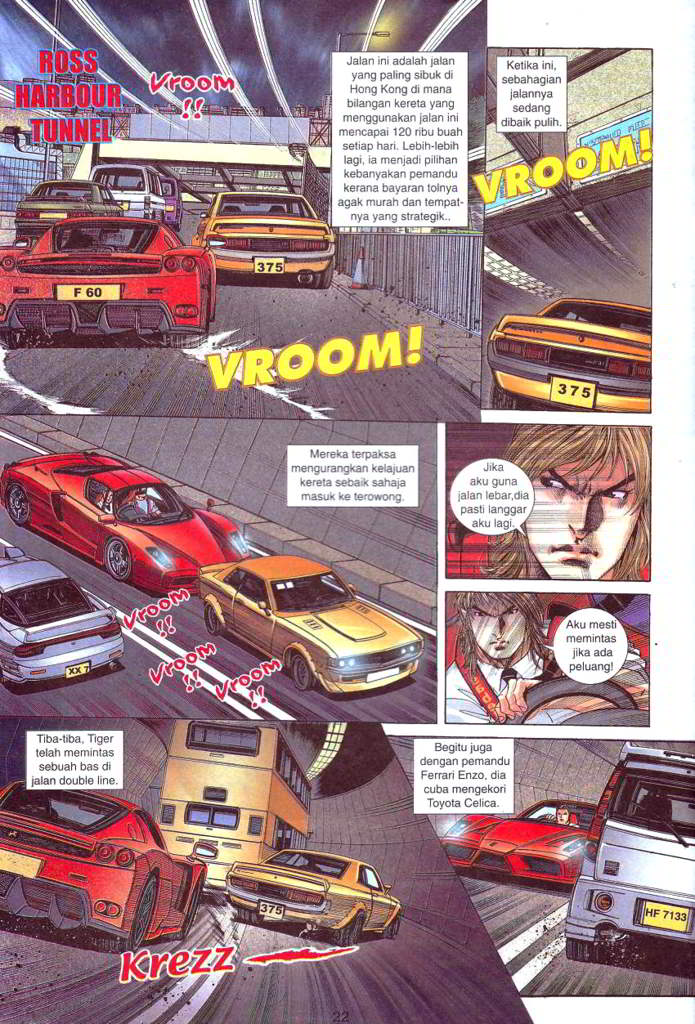 ROSS
HARBOUR
TUNNEL
Vroom
!!
Jalan ini adalah jalan
yang paling sibuk di
Hong Kong di mana
bilangan kereta yang
menggunakan jalan ini
mencapai 120 ribu buah
setiap hari. Lebih-lebih
lagi, ia menjadi pilihan
kebanyakan pemandu
kerana bayaran tolnya
agak murah dan tempat-
nya yang strategik..
375
F 60
VROOM!
Ketika ini,
sebahagian
jalannya
sedang
dibaik pulih.
VROOM!
375
Mereka terpaksa
mengurangkan kelajuan
kereta sebaik sahaja
masuk ke terowong.
Vroom
!!
Vroom
!!
Vroom
!!
XX 7
Jika
aku guna
jalan lebar,dia
pasti langgar
aku lagi.
Aku mesti
memintas
jika ada
peluang!
Tiba-tiba, Tiger
telah memintas
sebuah bas di
jalan double line.
375
Krezz
Begitu juga
dengan pemandu
Ferrari Enzo, dia
cuba mengekori
Toyota Celica.
HF 7133
22